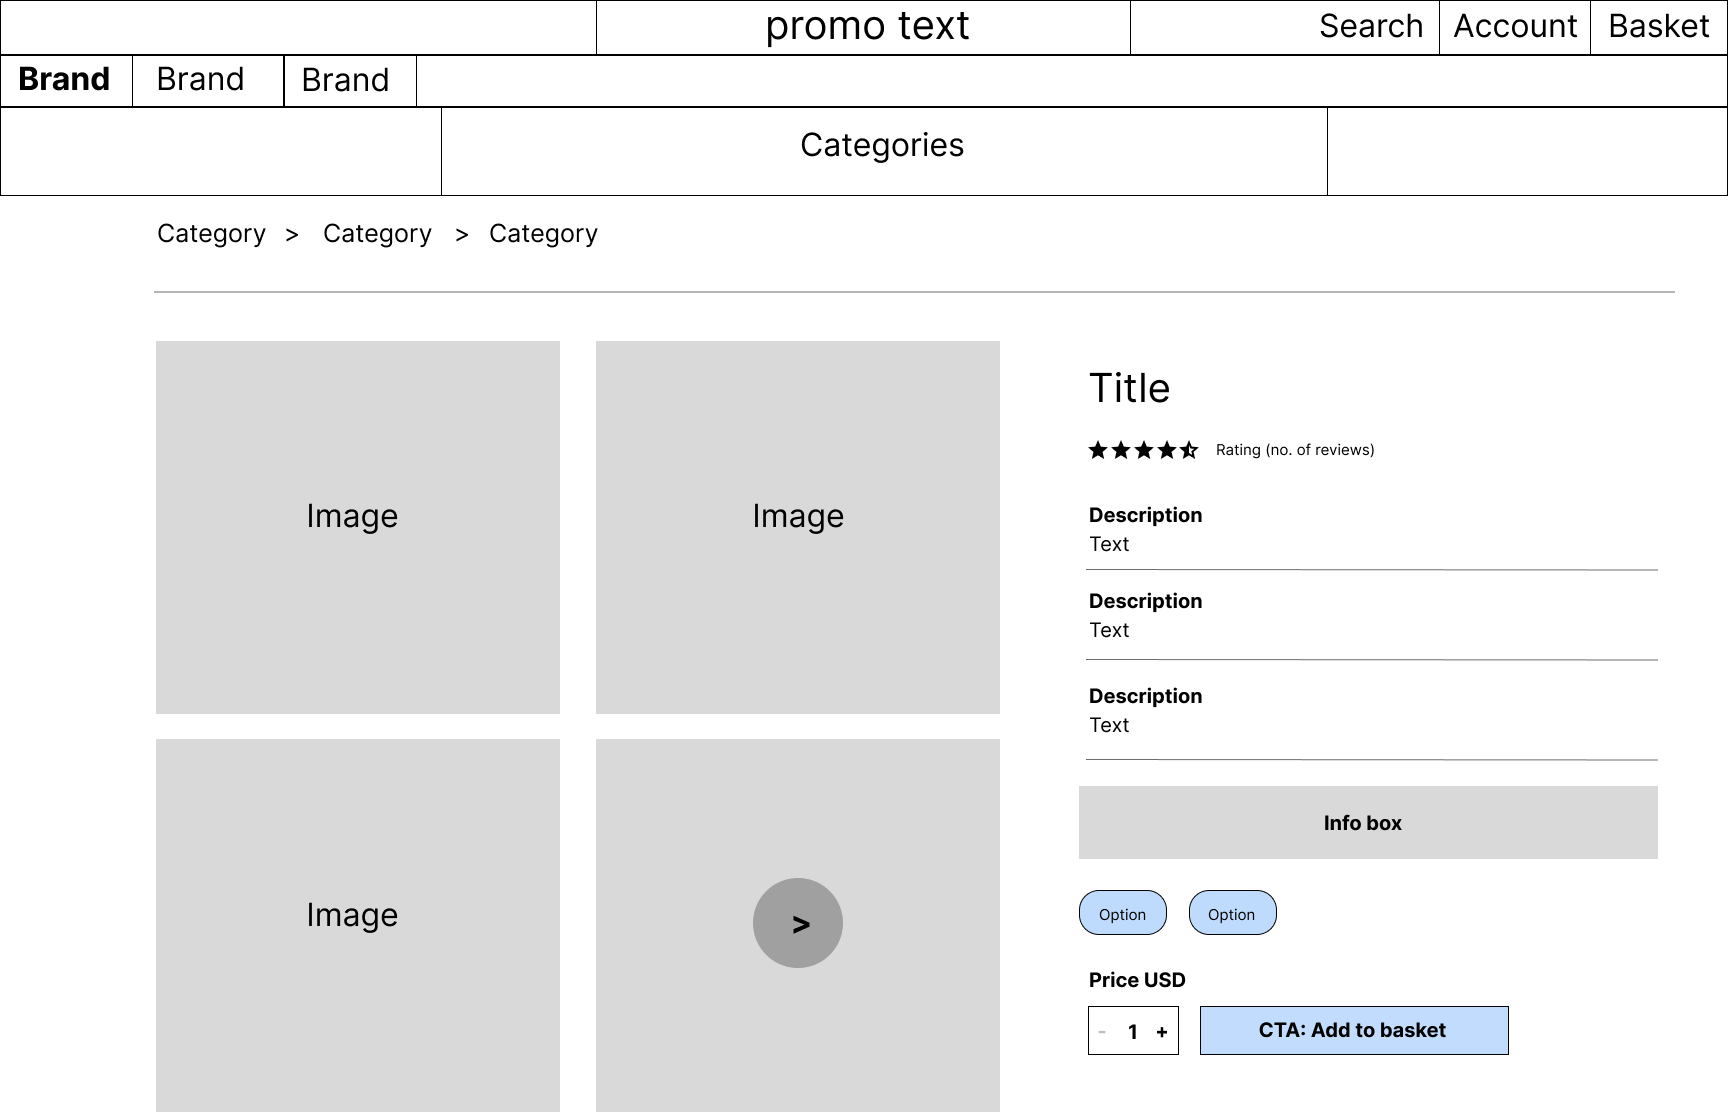 promo text
Search Account Basket
Brand Brand Brand
Categories
Category > Category > Category
Image
Image
Image
>
Title
Rating (no. of reviews)
Description
Text
Description
Text
Description
Text
Info box
Option Option
Price USD
- 1 +
CTA: Add to basket